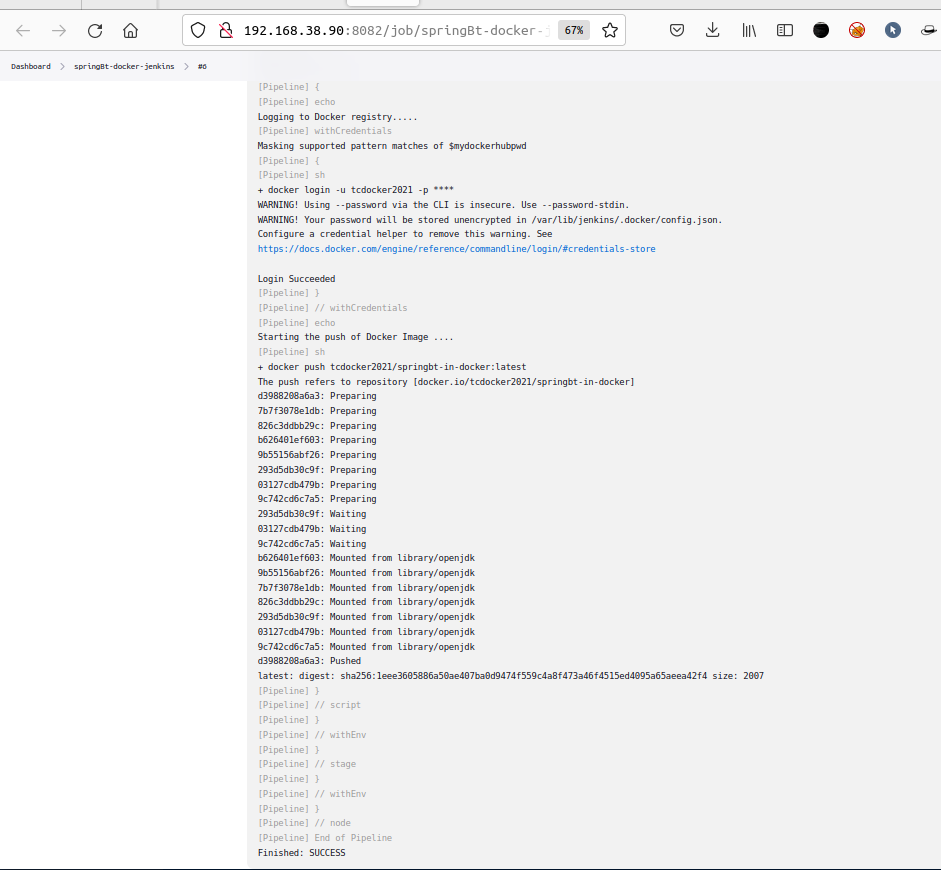 192.168.38.90:8082/job/springBt-docker-
67%
Dashboard > springBt-docker-jenkins > #6
[Pipeline] {
[Pipeline] echo
Logging to Docker registry.....
[Pipeline] withCredentials
Masking supported pattern matches of $mydockerhubpwd
[Pipeline] {
[Pipeline] sh
+ docker login -u tcdocker2021 -p ****
WARNING! Using --password via the CLI is insecure. Use --password-stdin.
WARNING! Your password will be stored unencrypted in /var/lib/jenkins/.docker/config.json.
Configure a credential helper to remove this warning. See
https://docs.docker.com/engine/reference/commandline/login/#credentials-store
Login Succeeded
[Pipeline] }
[Pipeline] // withCredentials
[Pipeline] echo
Starting the push of Docker Image ....
[Pipeline] sh
+ docker push tcdocker2021/springbt-in-docker:latest
The push refers to repository [docker.io/tcdocker2021/springbt-in-docker]
d3988208a6a3: Preparing
7b7f3078e1db: Preparing
826c3ddbb29c: Preparing
b626401ef603: Preparing
9b55156abf26: Preparing
293d5db30c9f: Preparing
03127cdb479b: Preparing
9c742cd6c7a5: Preparing
293d5db30c9f: Waiting
03127cdb479b: Waiting
9c742cd6c7a5: Waiting
b626401ef603: Mounted from library/openjdk
9b55156abf26: Mounted from library/openjdk
7b7f3078e1db: Mounted from library/openjdk
826c3ddbb29c: Mounted from library/openjdk
293d5db30c9f: Mounted from library/openjdk
03127cdb479b: Mounted from library/openjdk
9c742cd6c7a5: Mounted from library/openjdk
d3988208a6a3: Pushed
latest: digest: sha256:1eee3605886a50ae407ba0d9474f559c4a8f473a46f4515ed4095a65aeea42f4 size: 2007
[Pipeline] }
[Pipeline] // script
[Pipeline] }
[Pipeline] // withEnv
[Pipeline] }
[Pipeline] // stage
[Pipeline] }
[Pipeline] // withEnv
[Pipeline] }
[Pipeline] // node
[Pipeline] End of Pipeline
Finished: SUCCESS